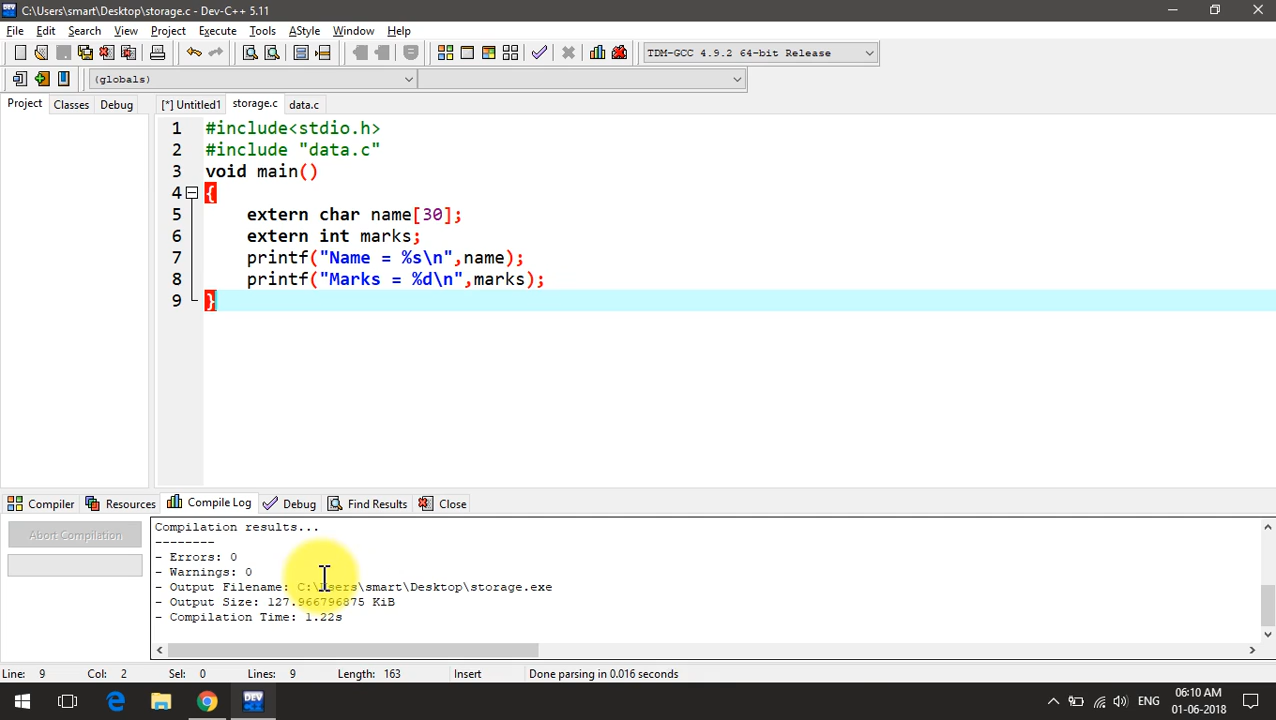 C:\Users\smart\Desktop\storage.c - Dev-C++ 5.11
File Edit Search View Project Execute Tools AStyle Window Help
TDM-GCC 4.9.2 64-bit Release
(globals)
Project Classes Debug [*] Untitled1 storage.c data.c
1 #include<stdio.h>
2 #include "data.c"
3 void main()
4 {
5 extern char name[30];
6 extern int marks;
7 printf("Name = %s\n",name);
8 printf("Marks = %d\n",marks);
9 }
Compiler Resources Compile Log Debug Find Results Close
Abort Compilation
Compilation results...
--------
- Errors: 0
- Warnings: 0
- Output Filename: C:\Users\smart\Desktop\storage.exe
- Output Size: 127.966796875 KiB
- Compilation Time: 1.22s
Line: 9 Col: 2 Sel: 0 Lines: 9 Length: 163 Insert Done parsing in 0.016 seconds
DEV
ENG
06:10 AM
01-06-2018